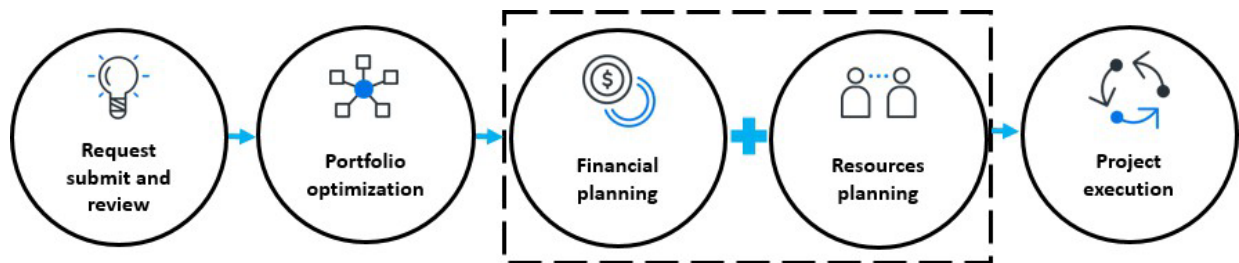 $
Request
submit and
review
Portfolio
optimization
Financial
planning
Resources
planning
Project
execution